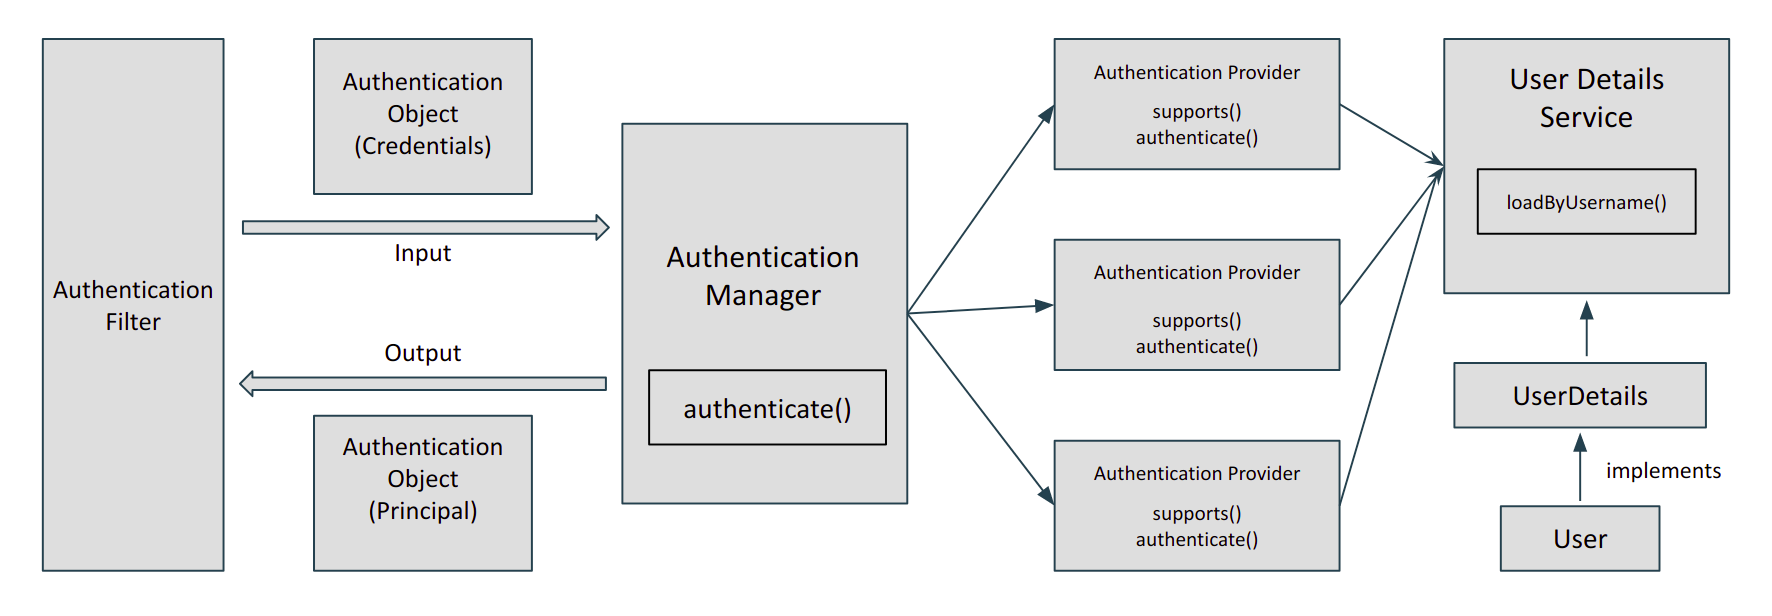 Authentication
Filter
Authentication
Object
(Credentials)
Input
Output
Authentication
Object
(Principal)
Authentication
Manager
authenticate()
Authentication Provider
supports()
authenticate()
Authentication Provider
supports()
authenticate()
Authentication Provider
supports()
authenticate()
User Details
Service
loadByUsername()
UserDetails
implements
User